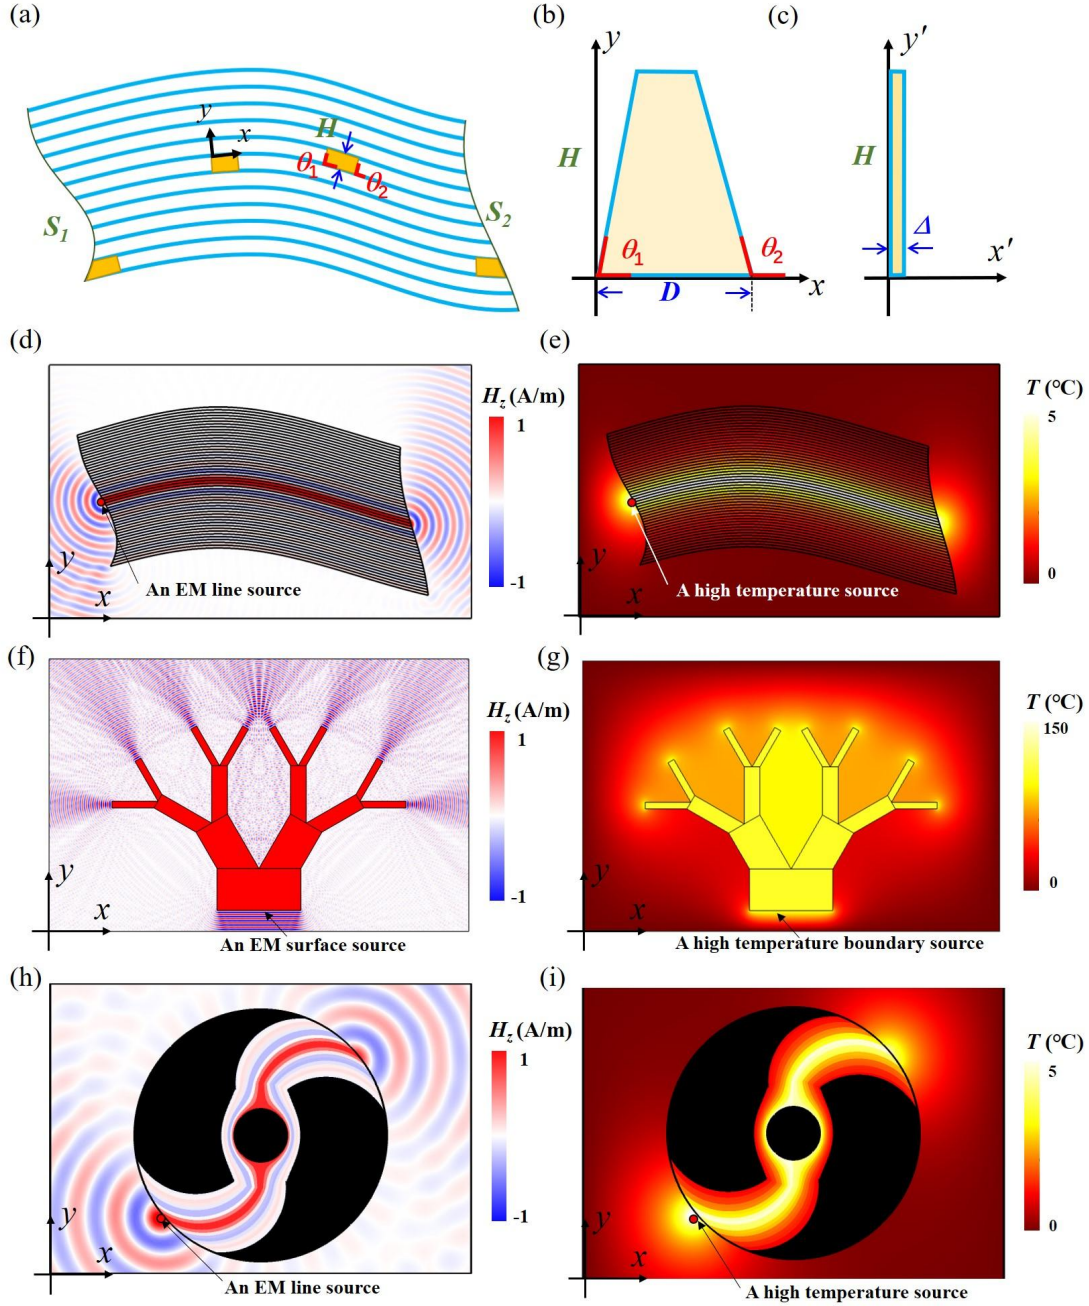 (a)
y
x
H
θ1
θ2
S1
S2
(b)
y
H
θ1
θ2
D
x
(c)
y′
H
Δ
x′
(d)
Hz (A/m)
1
-1
y
x
An EM line source
(e)
T (°C)
5
0
y
x
A high temperature source
(f)
Hz (A/m)
1
-1
y
x
An EM surface source
(g)
T (°C)
150
0
y
x
A high temperature boundary source
(h)
Hz (A/m)
1
-1
y
x
An EM line source
(i)
T (°C)
5
0
y
x
A high temperature source